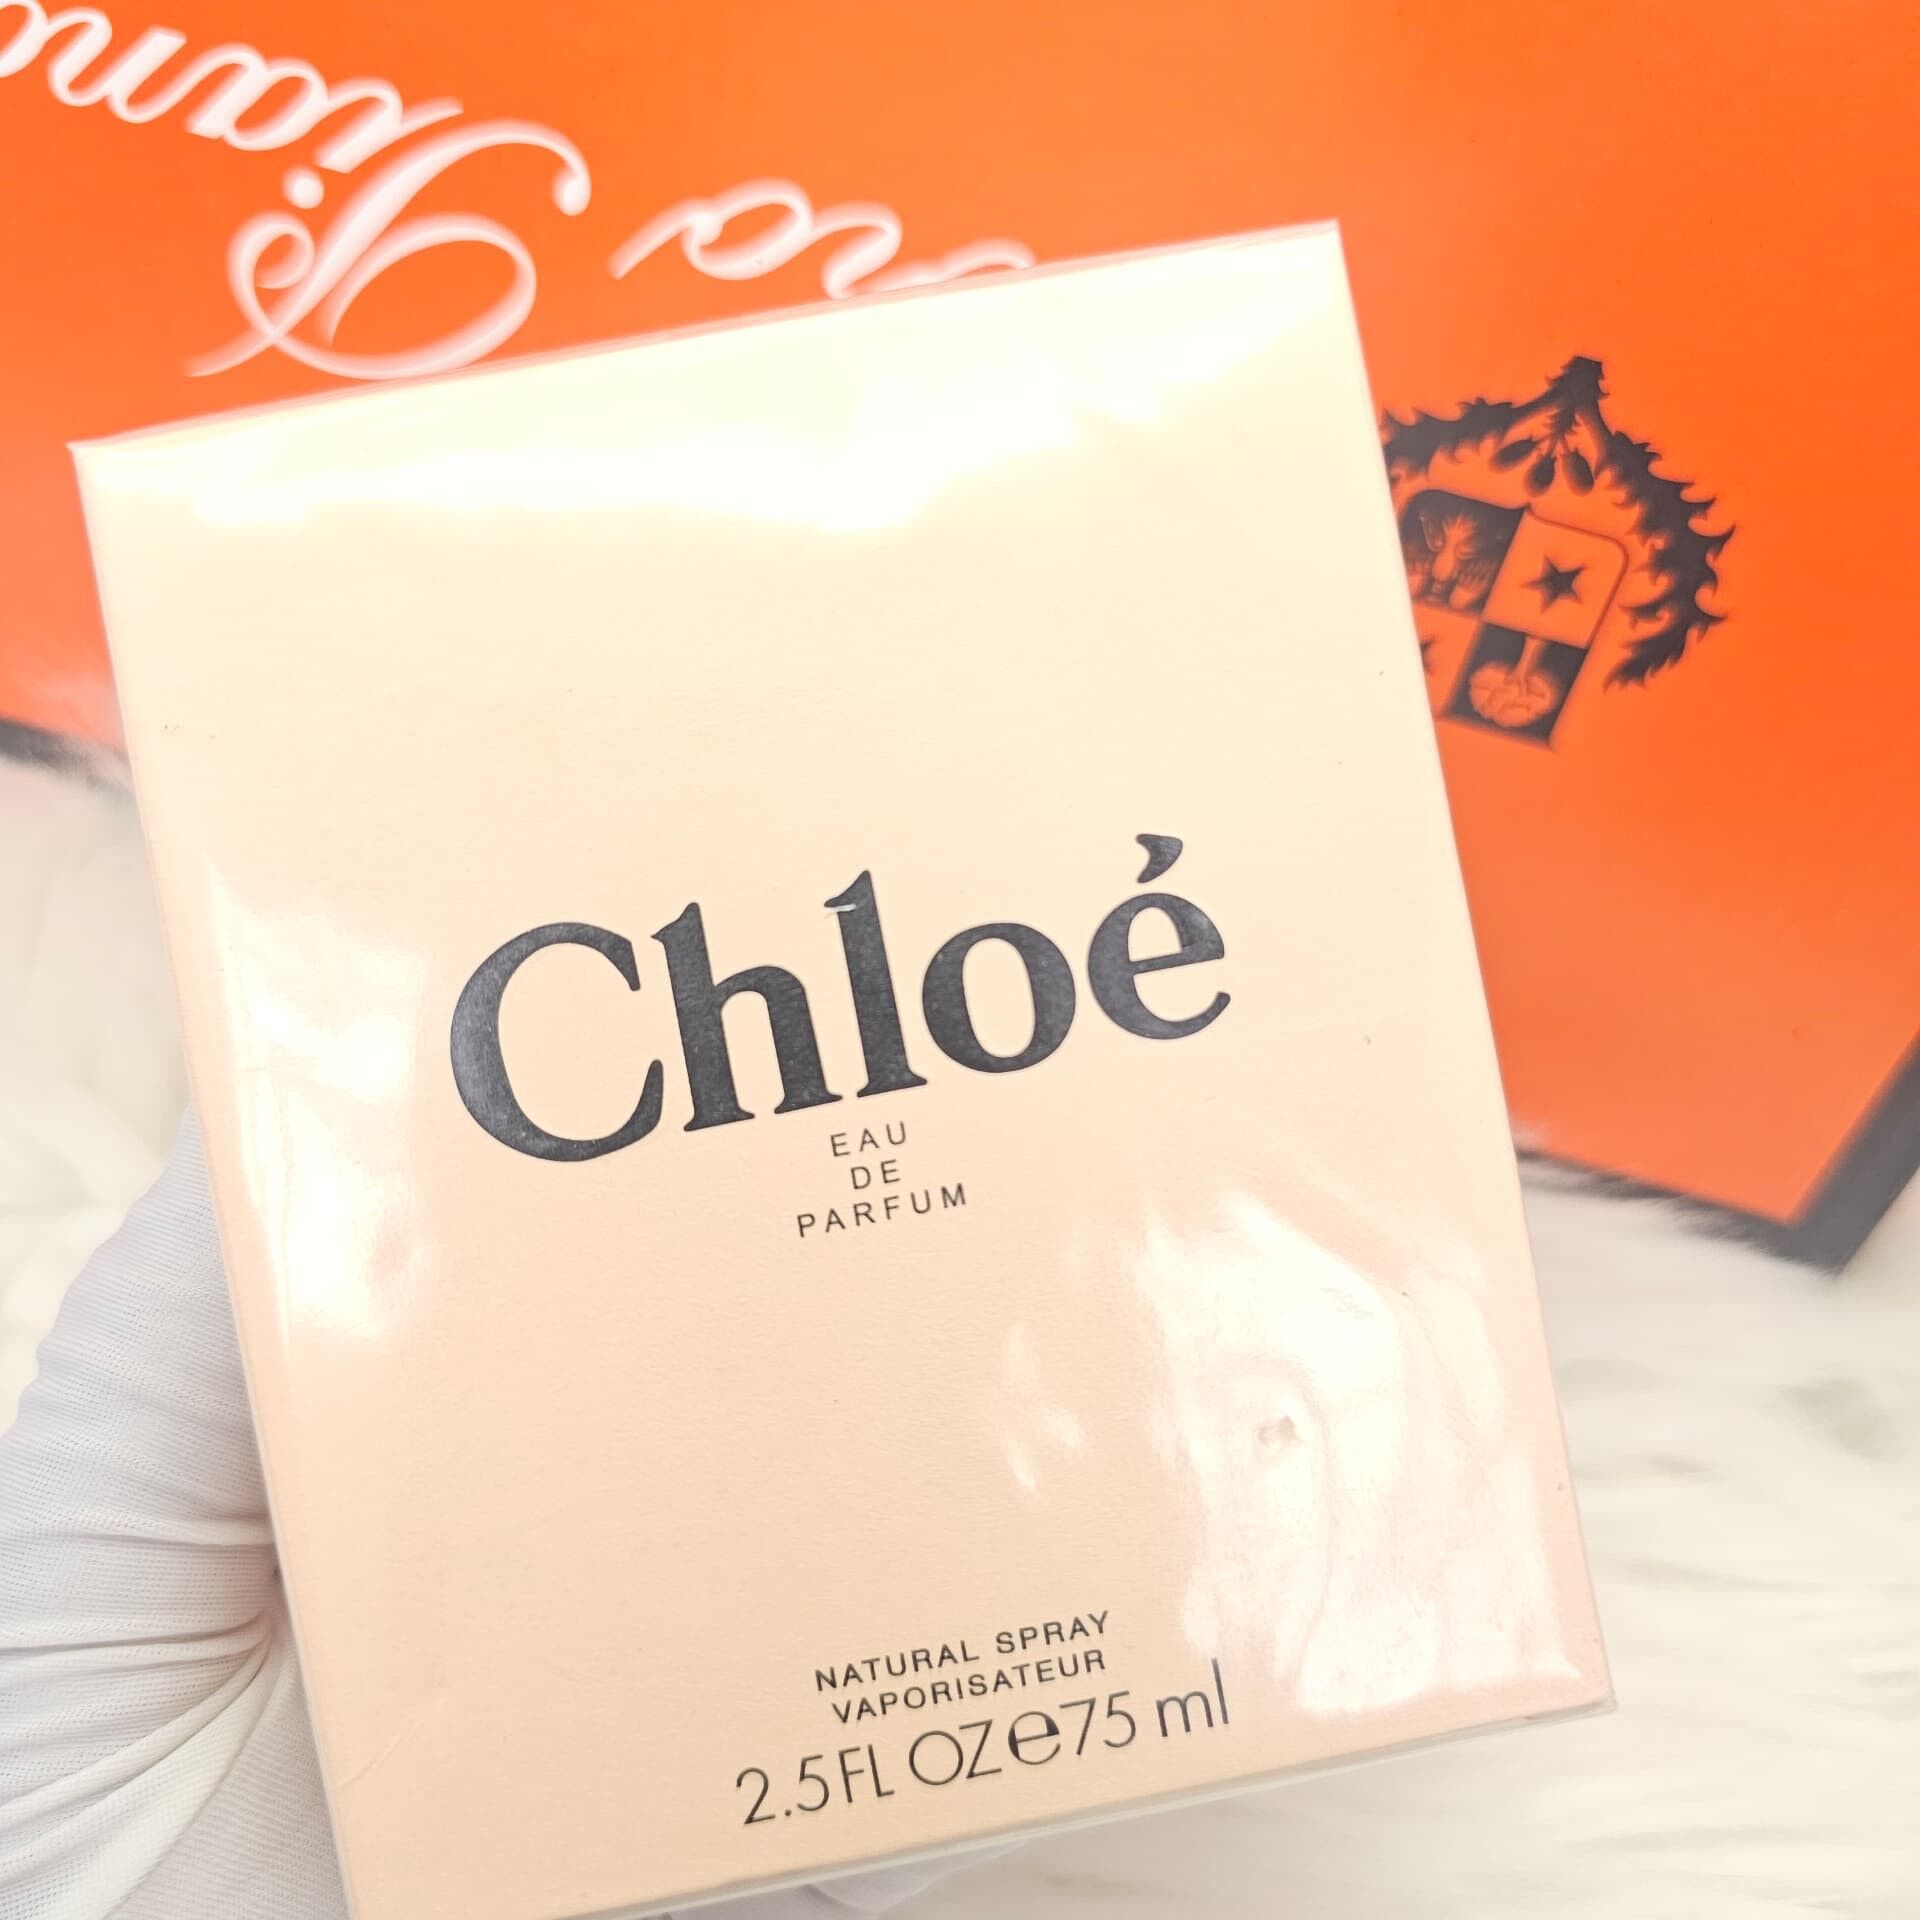 Chloé
EAU
DE
PARFUM
NATURAL SPRAY
VAPORISATEUR
2.5 FL OZ e 75 ml